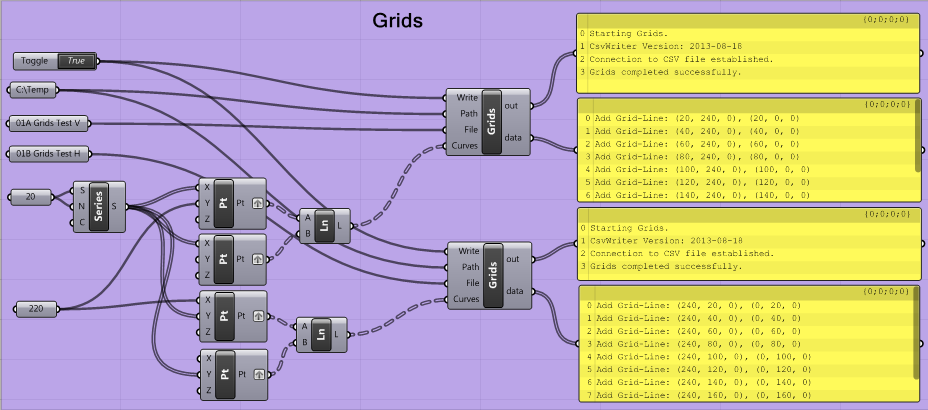 Grids
Toggle True
C:\Temp
01A Grids Test V
01B Grids Test H
20
S
N
C
Series
S
220
X
Y
Z
Pt
Pt
X
Y
Z
Pt
Pt
X
Y
Z
Pt
Pt
X
Y
Z
Pt
Pt
A
B
Ln
L
A
B
Ln
L
Write
Path
File
Curves
Grids
out
data
Write
Path
File
Curves
Grids
out
data
{0;0;0;0}
0 Starting Grids.
1 CsvWriter Version: 2013-08-18
2 Connection to CSV file established.
3 Grids completed successfully.
{0;0;0;0}
0 Add Grid-Line: (20, 240, 0), (20, 0, 0)
1 Add Grid-Line: (40, 240, 0), (40, 0, 0)
2 Add Grid-Line: (60, 240, 0), (60, 0, 0)
3 Add Grid-Line: (80, 240, 0), (80, 0, 0)
4 Add Grid-Line: (100, 240, 0), (100, 0, 0)
5 Add Grid-Line: (120, 240, 0), (120, 0, 0)
6 Add Grid-Line: (140, 240, 0), (140, 0, 0)
{0;0;0;0}
0 Starting Grids.
1 CsvWriter Version: 2013-08-18
2 Connection to CSV file established.
3 Grids completed successfully.
{0;0;0;0}
0 Add Grid-Line: (240, 20, 0), (0, 20, 0)
1 Add Grid-Line: (240, 40, 0), (0, 40, 0)
2 Add Grid-Line: (240, 60, 0), (0, 60, 0)
3 Add Grid-Line: (240, 80, 0), (0, 80, 0)
4 Add Grid-Line: (240, 100, 0), (0, 100, 0)
5 Add Grid-Line: (240, 120, 0), (0, 120, 0)
6 Add Grid-Line: (240, 140, 0), (0, 140, 0)
7 Add Grid-Line: (240, 160, 0), (0, 160, 0)